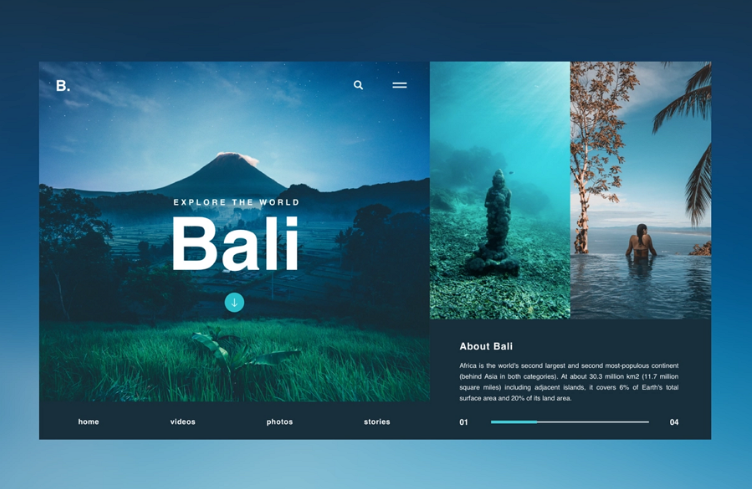 B.
EXPLORE THE WORLD
Bali
home
videos
photos
stories
About Bali
Africa is the world's second largest and second most-populous continent
(behind Asia in both categories). At about 30.3 million km2 (11.7 million
square miles) including adjacent islands, it covers 6% of Earth's total
surface area and 20% of its land area.
01
04